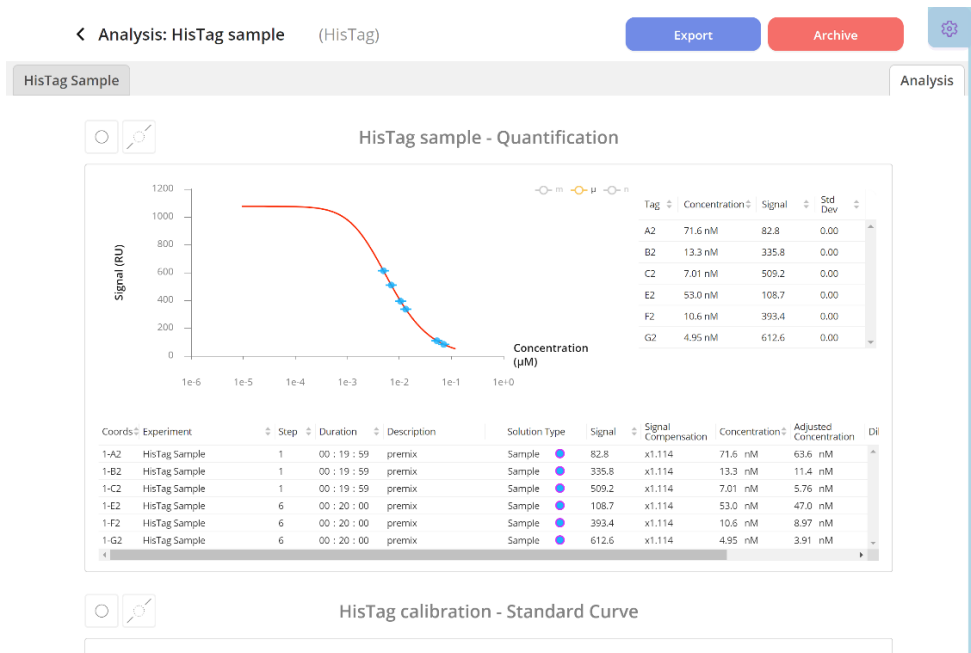 Analysis: HisTag sample (HisTag) Export Archive
HisTag Sample Analysis
HisTag sample - Quantification
m μ n
1200
1000
800
600
400
200
0
Signal (RU)
1e-6 1e-5 1e-4 1e-3 1e-2 1e-1 1e+0
Concentration
(μM)
Tag Concentration Signal Std
Dev
A2 71.6 nM 82.8 0.00
B2 13.3 nM 335.8 0.00
C2 7.01 nM 509.2 0.00
E2 53.0 nM 108.7 0.00
F2 10.6 nM 393.4 0.00
G2 4.95 nM 612.6 0.00
Coords Experiment Step Duration Description Solution Type Signal Signal
Compensation Concentration Adjusted
Concentration Dil
1-A2 HisTag Sample 1 00 : 19 : 59 premix Sample 82.8 x1.114 71.6 nM 63.6 nM
1-B2 HisTag Sample 1 00 : 19 : 59 premix Sample 335.8 x1.114 13.3 nM 11.4 nM
1-C2 HisTag Sample 1 00 : 19 : 59 premix Sample 509.2 x1.114 7.01 nM 5.76 nM
1-E2 HisTag Sample 6 00 : 20 : 00 premix Sample 108.7 x1.114 53.0 nM 47.0 nM
1-F2 HisTag Sample 6 00 : 20 : 00 premix Sample 393.4 x1.114 10.6 nM 8.97 nM
1-G2 HisTag Sample 6 00 : 20 : 00 premix Sample 612.6 x1.114 4.95 nM 3.91 nM
HisTag calibration - Standard Curve